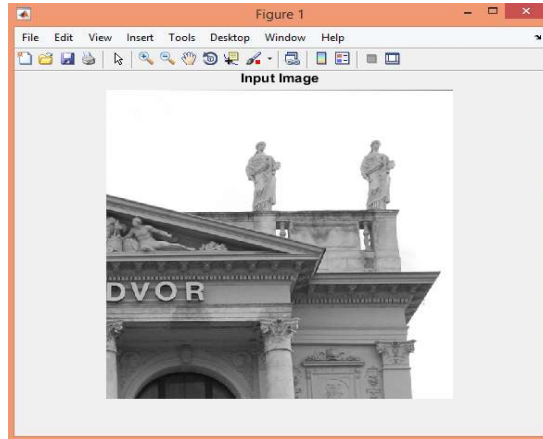 Figure 1
File Edit View Insert Tools Desktop Window Help
Input Image
DVOR